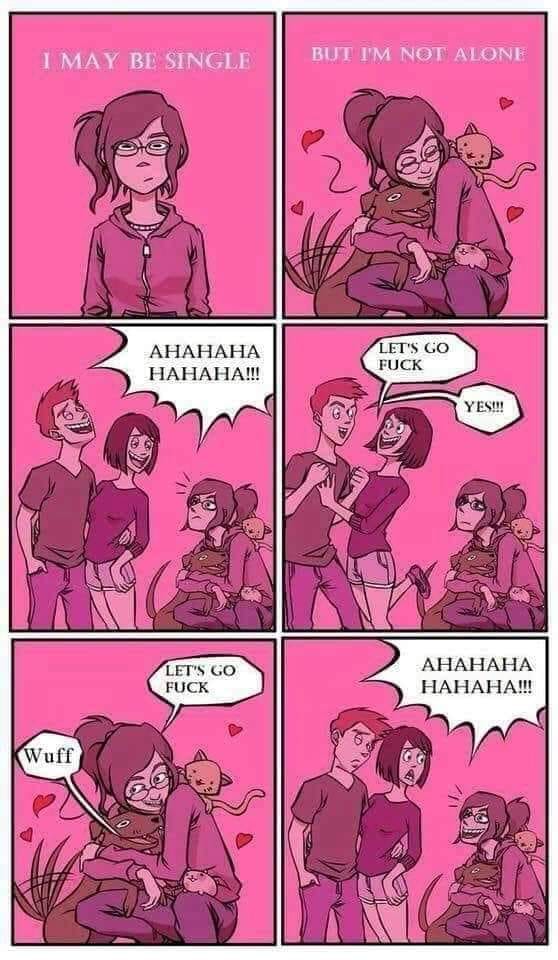 I MAY BE SINGLE
BUT I'M NOT ALONE
AHAHAHA
HAHAHA!!!
LET'S GO
FUCK
YES!!!
LET'S GO
FUCK
Wuff
AHAHAHA
HAHAHA!!!